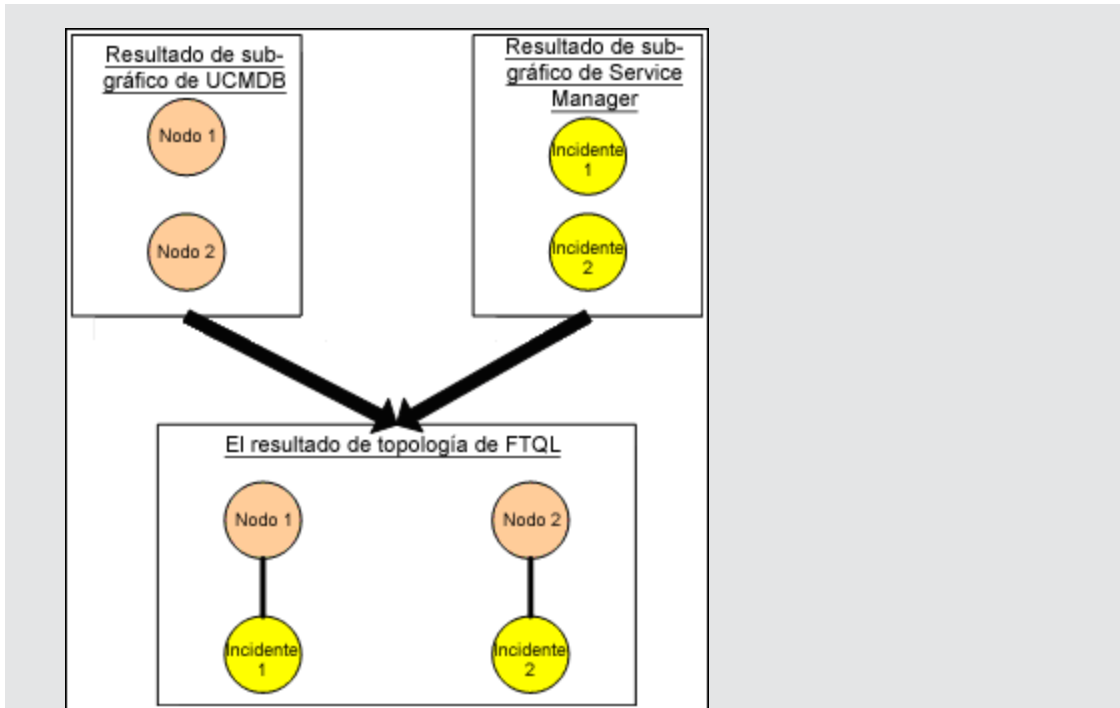 Resultado de sub-
gráfico de UCMDB
Nodo 1
Nodo 2
Resultado de sub-
gráfico de Service
Manager
Incidente
1
Incidente
2
El resultado de topología de FTQL
Nodo 1
Nodo 2
Incidente
1
Incidente
2